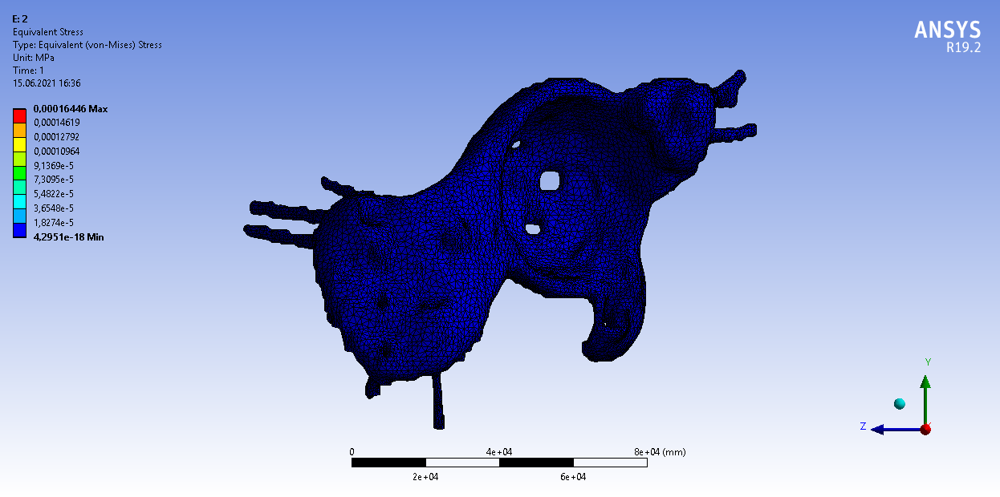 E: 2
Equivalent Stress
Type: Equivalent (von-Mises) Stress
Unit: MPa
Time: 1
15.06.2021 16:36
ANSYS
R19.2
0,00016446 Max
0,00014619
0,00012792
0,00010964
9,1369e-5
7,3095e-5
5,4822e-5
3,6548e-5
1,8274e-5
4,2951e-18 Min
Y
Z
X
0 4e+04 8e+04 (mm)
2e+04 6e+04